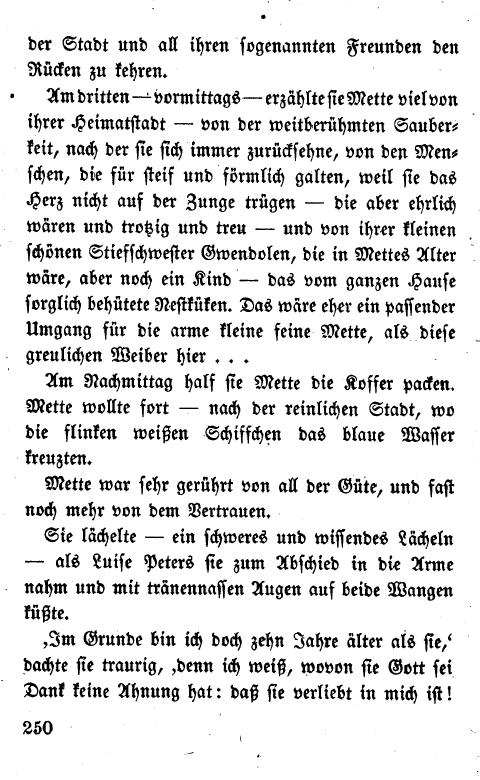 der Stadt und all ihren sogenannten Freunden den
Rücken zu kehren.
Am dritten — vormittags — erzählte sie Mette viel von
ihrer Heimatstadt — von der weitberühmten Sauber-
keit, nach der sie sich immer zurücksehne, von den Men-
schen, die für steif und förmlich galten, weil sie das
Herz nicht auf der Zunge trügen — die aber ehrlich
wären und trotzig und treu — und von ihrer kleinen
schönen Stiefschwester Gwendolen, die in Mettes Alter
wäre, aber noch ein Kind — das vom ganzen Hause
sorglich behütete Nestküken. Das wäre eher ein passender
Umgang für die arme kleine feine Mette, als diese
greulichen Weiber hier . . .
Am Nachmittag half sie Mette die Koffer packen.
Mette wollte fort — nach der reinlichen Stadt, wo
die flinken weißen Schiffchen das blaue Wasser
kreuzten.
Mette war sehr gerührt von all der Güte, und fast
noch mehr von dem Vertrauen.
Sie lächelte — ein schweres und wissendes Lächeln
— als Luise Peters sie zum Abschied in die Arme
nahm und mit tränennassen Augen auf beide Wangen
küßte.
‚Im Grunde bin ich doch zehn Jahre älter als sie,‘
dachte sie traurig, ‚denn ich weiß, wovon sie Gott sei
Dank keine Ahnung hat: daß sie verliebt in mich ist!
250